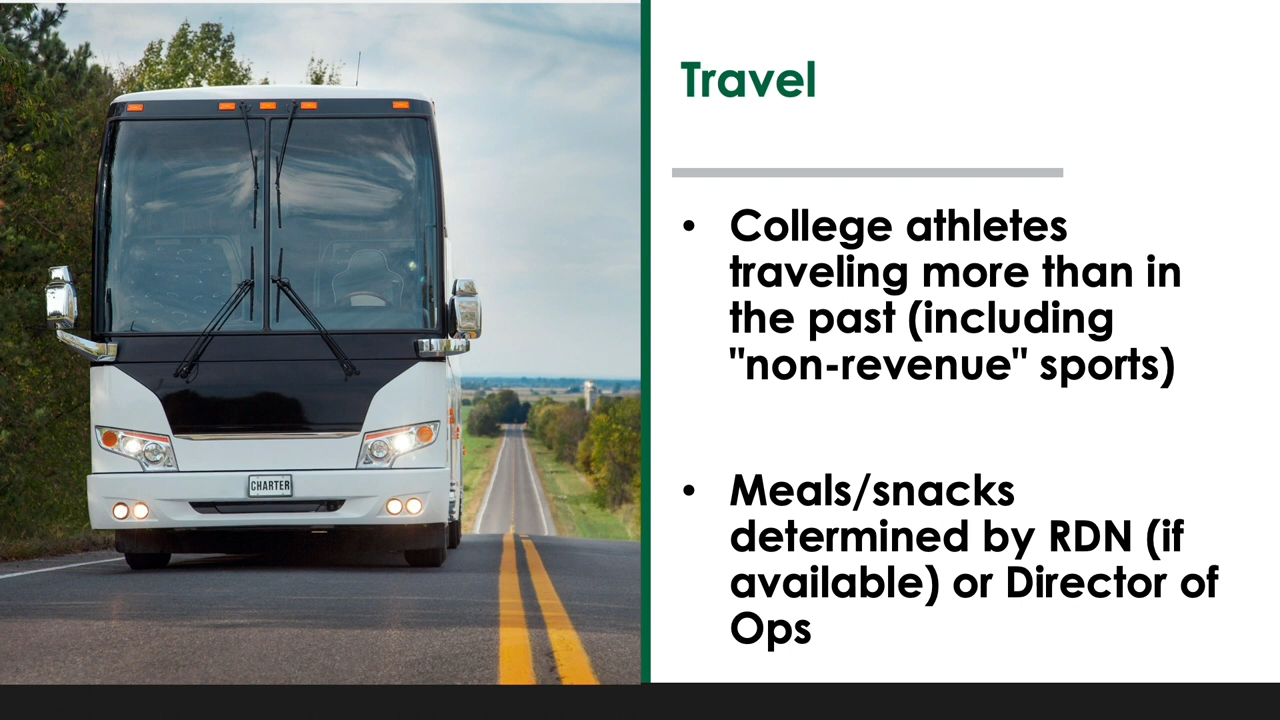 Travel
• College athletes
traveling more than in
the past (including
"non-revenue" sports)
• Meals/snacks
determined by RDN (if
available) or Director of
Ops
CHARTER